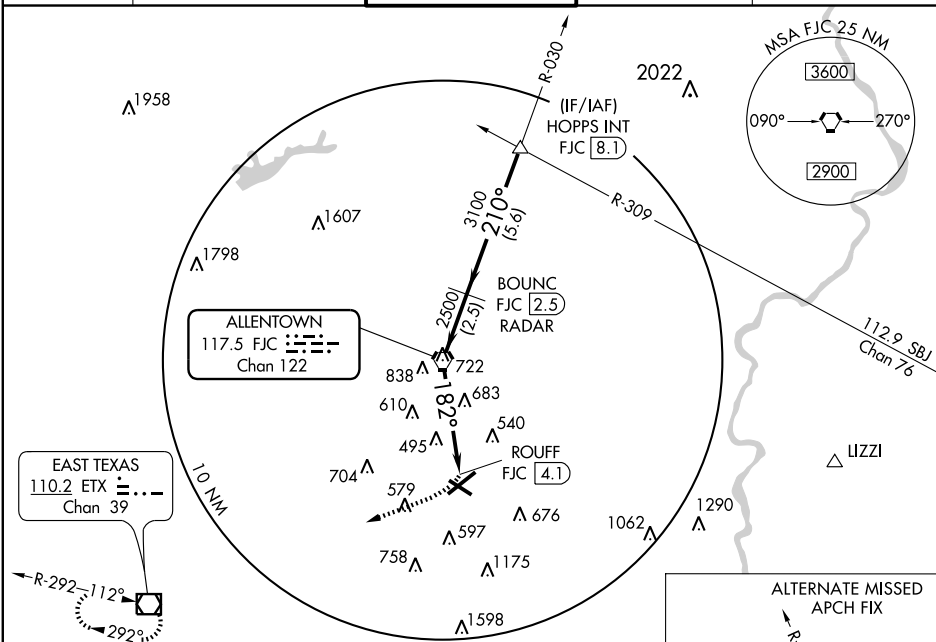 MSA FJC 25 NM
3600
090°
270°
2900
R-030
2022
1958
(IF/IAF)
HOPPS INT
FJC 8.1
3100
210°
(5.6)
R-309
1607
1798
BOUNC
FJC 2.5
RADAR
2500
(2.5)
ALLENTOWN
117.5 FJC
Chan 122
112.9 SBJ
Chan 76
838
722
182°
683
610
540
495
ROUFF
FJC 4.1
LIZZI
704
EAST TEXAS
110.2 ETX
Chan 39
10 NM
579
676
1290
1062
597
758
1175
R-292
112°
292°
1598
ALTERNATE MISSED
APCH FIX
R-